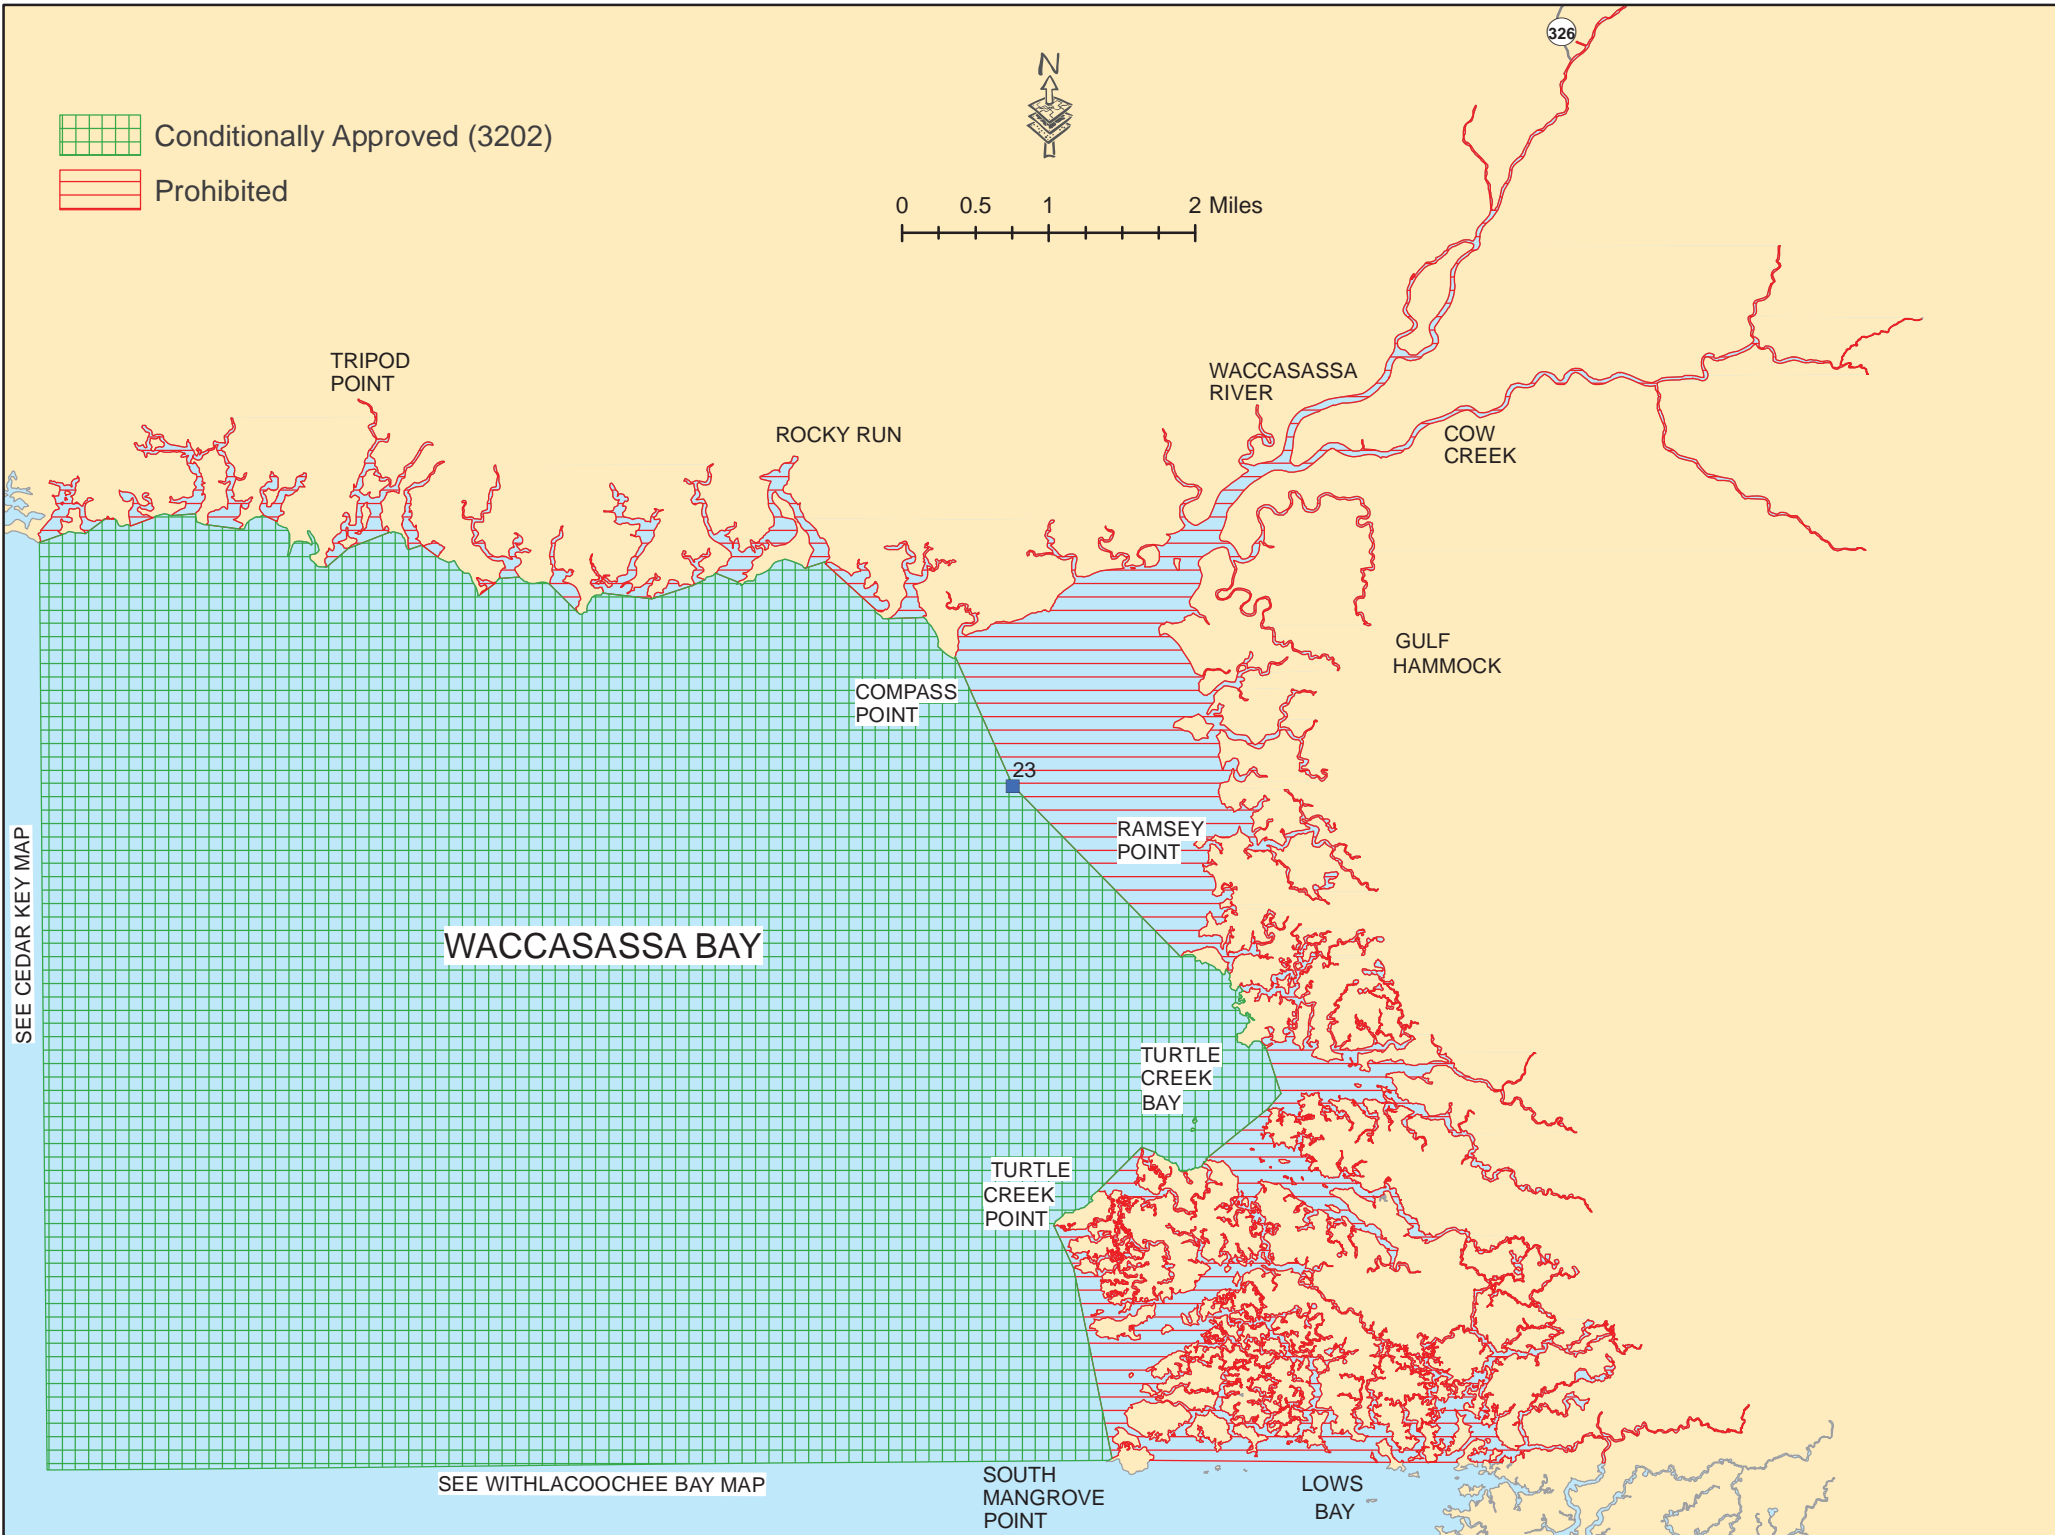 326
N
Conditionally Approved (3202)
Prohibited
0 0.5 1 2 Miles
TRIPOD
POINT
WACCASASSA
RIVER
ROCKY RUN
COW
CREEK
GULF
HAMMOCK
COMPASS
POINT
23
RAMSEY
POINT
SEE CEDAR KEY MAP
WACCASASSA BAY
TURTLE
CREEK
BAY
TURTLE
CREEK
POINT
SEE WITHLACOOCHEE BAY MAP
SOUTH
MANGROVE
POINT
LOWS
BAY